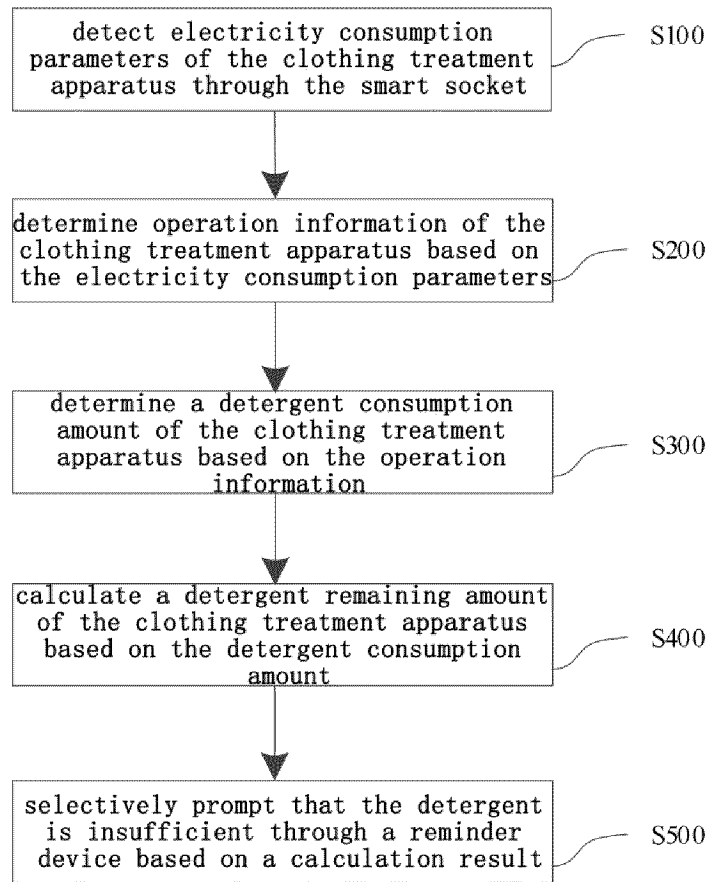 detect electricity consumption
parameters of the clothing treatment
apparatus through the smart socket
S100
determine operation information of the
clothing treatment apparatus based on
the electricity consumption parameters
S200
determine a detergent consumption
amount of the clothing treatment
apparatus based on the operation
information
S300
calculate a detergent remaining amount
of the clothing treatment apparatus
based on the detergent consumption
amount
S400
selectively prompt that the detergent
is insufficient through a reminder
device based on a calculation result
S500